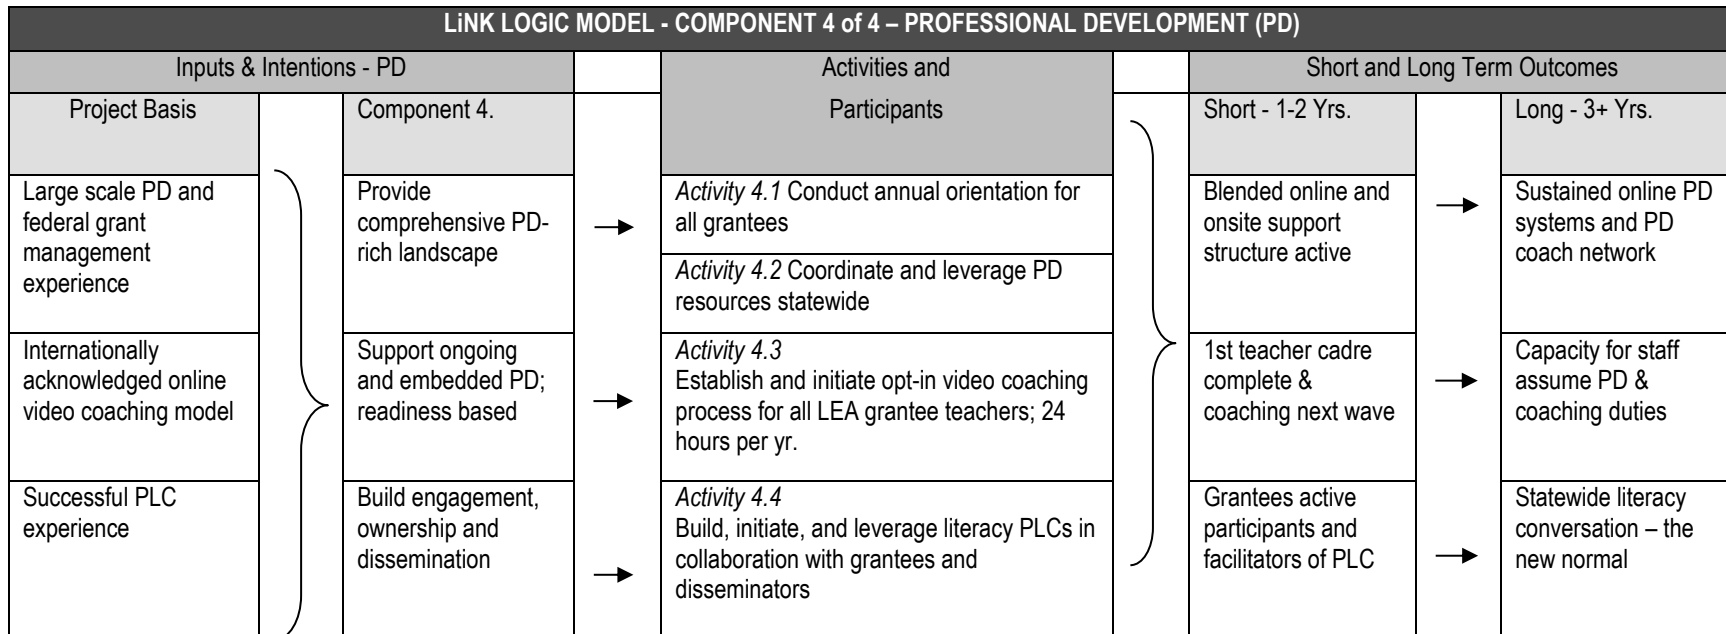 LiNK LOGIC MODEL - COMPONENT 4 of 4 – PROFESSIONAL DEVELOPMENT (PD)
Inputs & Intentions - PD
Activities and
Participants
Short and Long Term Outcomes
Project Basis
Component 4.
Short - 1-2 Yrs.
Long - 3+ Yrs.
Large scale PD and
federal grant
management
experience
Provide
comprehensive PD-
rich landscape
Activity 4.1 Conduct annual orientation for
all grantees
Activity 4.2 Coordinate and leverage PD
resources statewide
Blended online and
onsite support
structure active
Sustained online PD
systems and PD
coach network
Internationally
acknowledged online
video coaching model
Support ongoing
and embedded PD;
readiness based
Activity 4.3
Establish and initiate opt-in video coaching
process for all LEA grantee teachers; 24
hours per yr.
1st teacher cadre
complete &
coaching next wave
Capacity for staff
assume PD &
coaching duties
Successful PLC
experience
Build engagement,
ownership and
dissemination
Activity 4.4
Build, initiate, and leverage literacy PLCs in
collaboration with grantees and
disseminators
Grantees active
participants and
facilitators of PLC
Statewide literacy
conversation – the
new normal